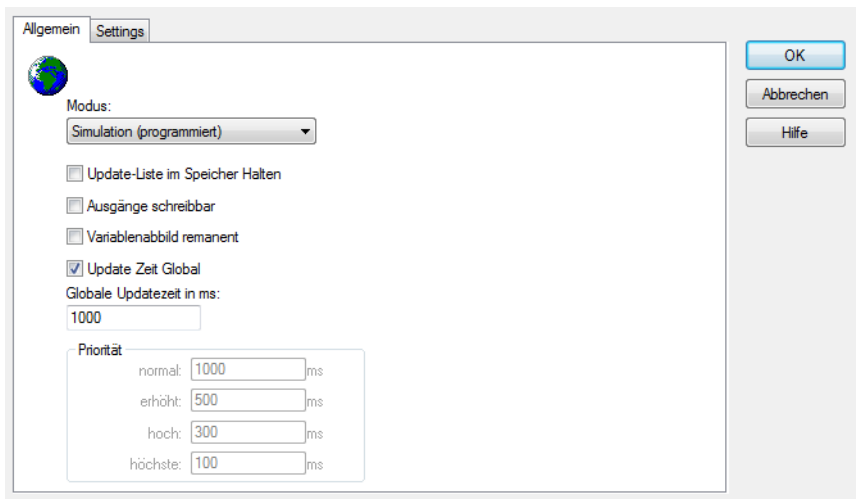 Allgemein Settings
OK
Abbrechen
Hilfe
Modus:
Simulation (programmiert)
Update-Liste im Speicher Halten
Ausgänge schreibbar
Variablenabbild remanent
Update Zeit Global
Globale Updatezeit in ms:
1000
Priorität
normal: 1000 ms
erhöht: 500 ms
hoch: 300 ms
höchste: 100 ms